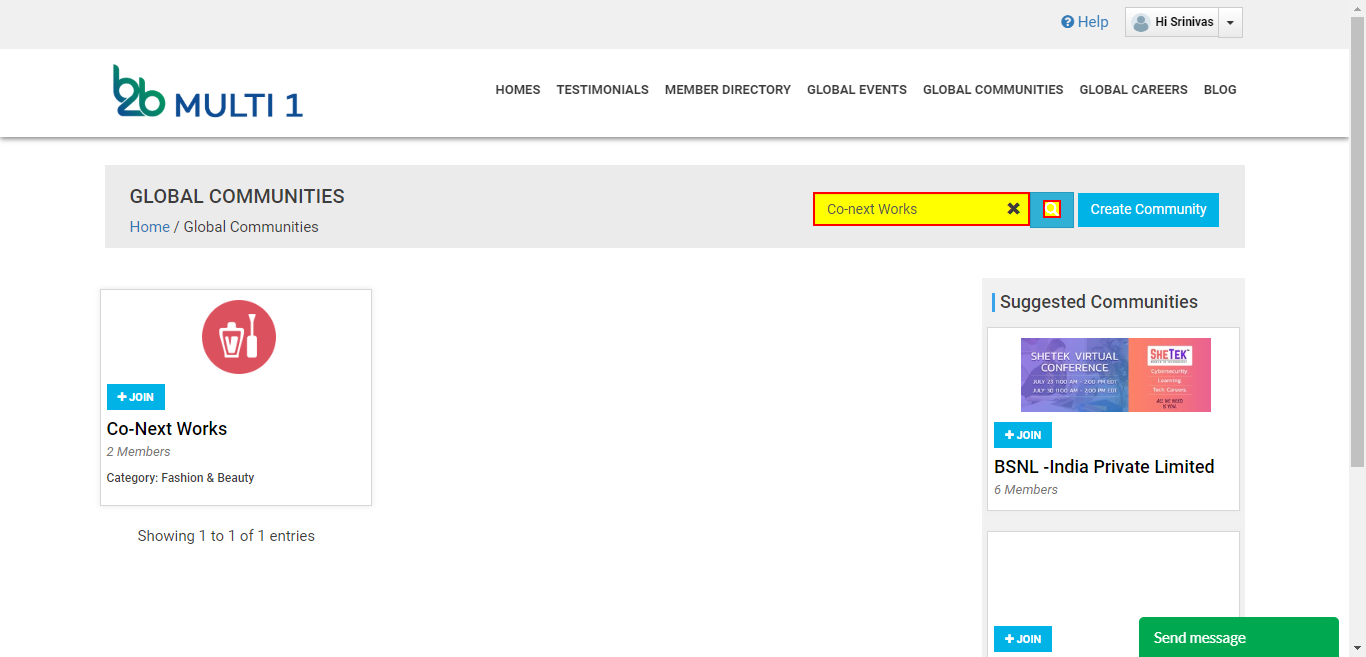 Help
Hi Srinivas
b2b MULTI 1
HOMES TESTIMONIALS MEMBER DIRECTORY GLOBAL EVENTS GLOBAL COMMUNITIES GLOBAL CAREERS BLOG
GLOBAL COMMUNITIES
Home / Global Communities
Co-next Works
Create Community
JOIN
Co-Next Works
2 Members
Category: Fashion & Beauty
Showing 1 to 1 of 1 entries
Suggested Communities
SHETEK VIRTUAL
CONFERENCE
JULY 23 11:00 AM - 2:00 PM EDT
JULY 30 11:00 AM - 2:00 PM EDT
SHETEK
Cybersecurity
Learning
Tech Careers
ALL WE NEED
IS YOU.
JOIN
BSNL -India Private Limited
6 Members
JOIN
Send message